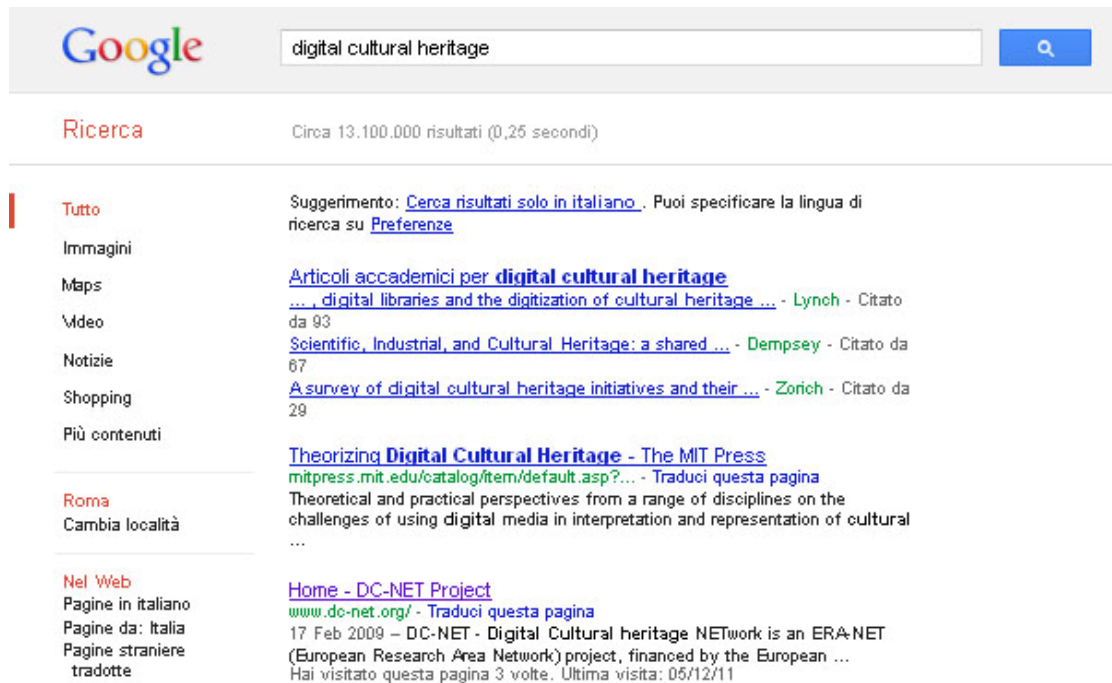 Google
digital cultural heritage
Ricerca
Circa 13.100.000 risultati (0,25 secondi)
Tutto
Immagini
Maps
Video
Notizie
Shopping
Più contenuti
Roma
Cambia località
Nel Web
Pagine in italiano
Pagine da: Italia
Pagine straniere
tradotte
Suggerimento: Cerca risultati solo in italiano . Puoi specificare la lingua di
ricerca su Preferenze
Articoli accademici per digital cultural heritage
... , digital libraries and the digitization of cultural heritage ... - Lynch - Citato
da 93
Scientific, Industrial, and Cultural Heritage: a shared ... - Dempsey - Citato da
67
A survey of digital cultural heritage initiatives and their ... - Zorich - Citato da
29
Theorizing Digital Cultural Heritage - The MIT Press
mitpress.mit.edu/catalog/item/default.asp?... - Traduci questa pagina
Theoretical and practical perspectives from a range of disciplines on the
challenges of using digital media in interpretation and representation of cultural
...
Home - DC-NET Project
www.dc-net.org/ - Traduci questa pagina
17 Feb 2009 – DC-NET - Digital Cultural heritage NETwork is an ERA-NET
(European Research Area Network) project, financed by the European ...
Hai visitato questa pagina 3 volte. Ultima visita: 05/12/11